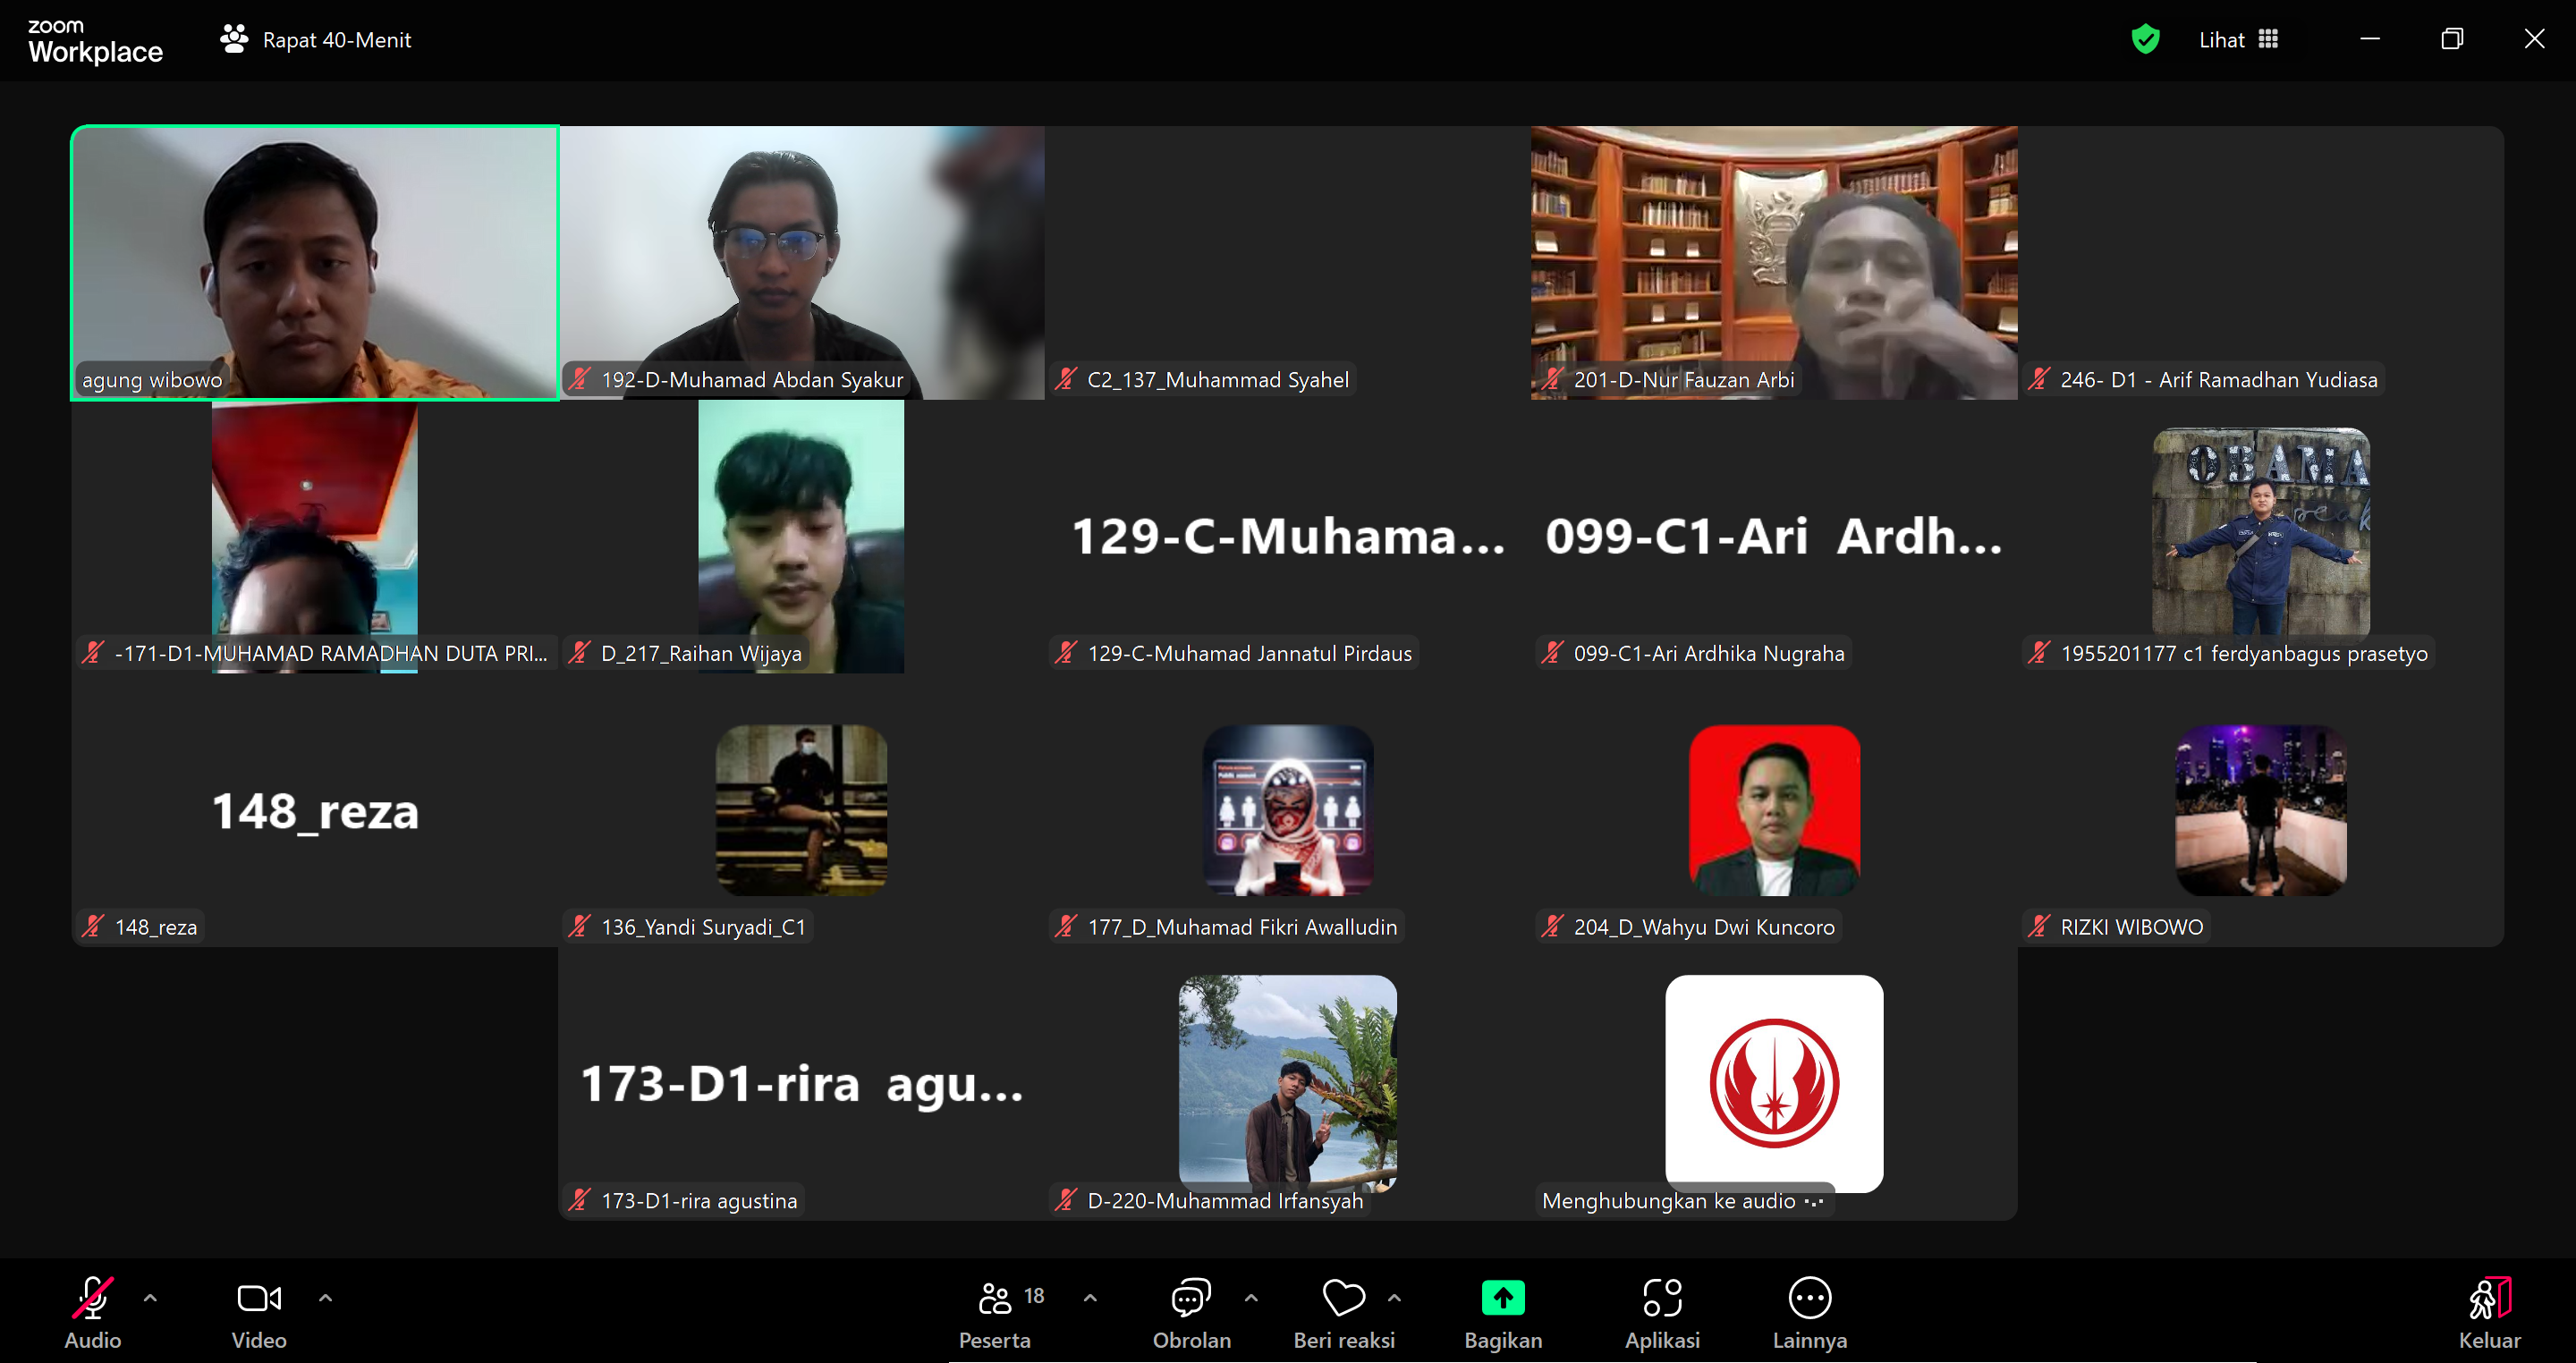 zoom
Workplace
Rapat 40-Menit
Lihat
agung wibowo
192-D-Muhamad Abdan Syakur
C2_137_Muhammad Syahel
201-D-Nur Fauzan Arbi
246- D1 - Arif Ramadhan Yudiasa
129-C-Muhama...
099-C1-Ari Ardh...
OBAMA
Peak
-171-D1-MUHAMAD RAMADHAN DUTA PRI...
D_217_Raihan Wijaya
129-C-Muhamad Jannatul Pirdaus
099-C1-Ari Ardhika Nugraha
1955201177 c1 ferdyanbagus prasetyo
148_reza
148_reza
136_Yandi Suryadi_C1
177_D_Muhamad Fikri Awalludin
204_D_Wahyu Dwi Kuncoro
RIZKI WIBOWO
173-D1-rira agu...
173-D1-rira agustina
D-220-Muhammad Irfansyah
Menghubungkan ke audio ...
Audio
Video
18
Peserta
Obrolan
Beri reaksi
Bagikan
Aplikasi
Lainnya
Keluar